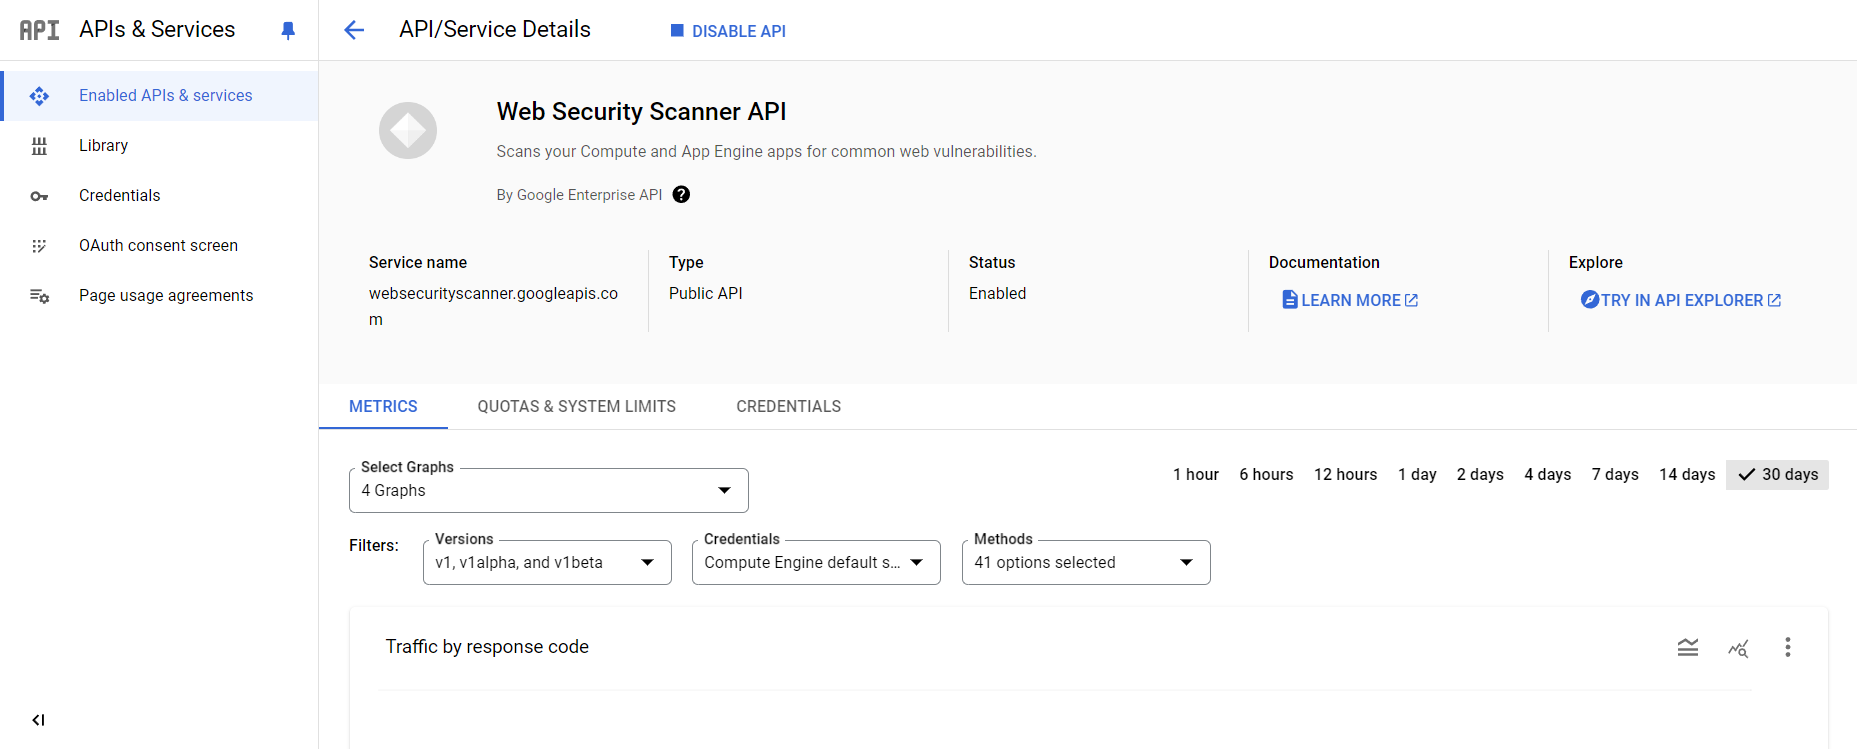 API APIs & Services
Enabled APIs & services
Library
Credentials
OAuth consent screen
Page usage agreements
API/Service Details
DISABLE API
Web Security Scanner API
Scans your Compute and App Engine apps for common web vulnerabilities.
By Google Enterprise API
Service name
websecurityscanner.googleapis.co
m
Type
Public API
Status
Enabled
Documentation
LEARN MORE
Explore
TRY IN API EXPLORER
METRICS QUOTAS & SYSTEM LIMITS CREDENTIALS
Select Graphs
4 Graphs
1 hour 6 hours 12 hours 1 day 2 days 4 days 7 days 14 days 30 days
Filters:
Versions
v1, v1alpha, and v1beta
Credentials
Compute Engine default s...
Methods
41 options selected
Traffic by response code